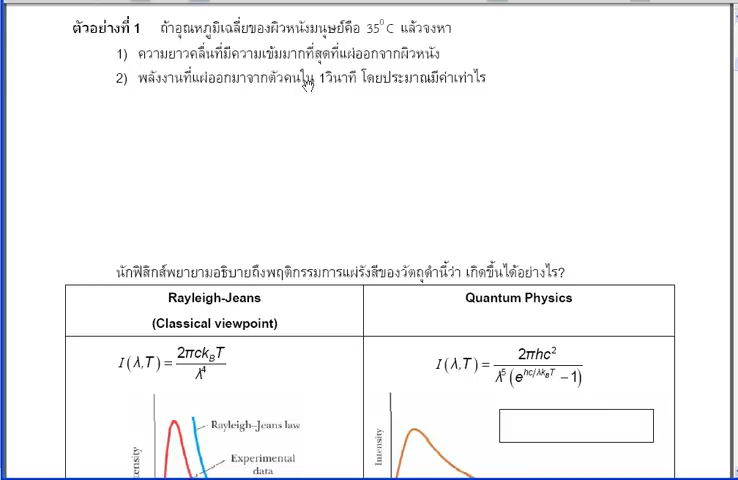 ตัวอย่างที่ 1 ถ้าอุณหภูมิเฉลี่ยของผิวหนังมนุษย์คือ 35⁰ C แล้วจงหา
1) ความยาวคลื่นที่มีความเข้มมากที่สุดที่แผ่ออกจากผิวหนัง
2) พลังงานที่แผ่ออกมาจากตัวคนใน 1วินาที โดยประมาณมีค่าเท่าไร
นักฟิสิกส์พยายามอธิบายถึงพฤติกรรมการแผ่รังสีของวัตถุดำนี้ว่า เกิดขึ้นได้อย่างไร?
Rayleigh-Jeans
(Classical viewpoint)
Quantum Physics
I(λ,T) = 2πck_BT / λ⁴
I(λ,T) = 2πhc² / λ⁵(e^{hc/λk_BT} − 1)
Rayleigh–Jeans law
Experimental
data
Intensity